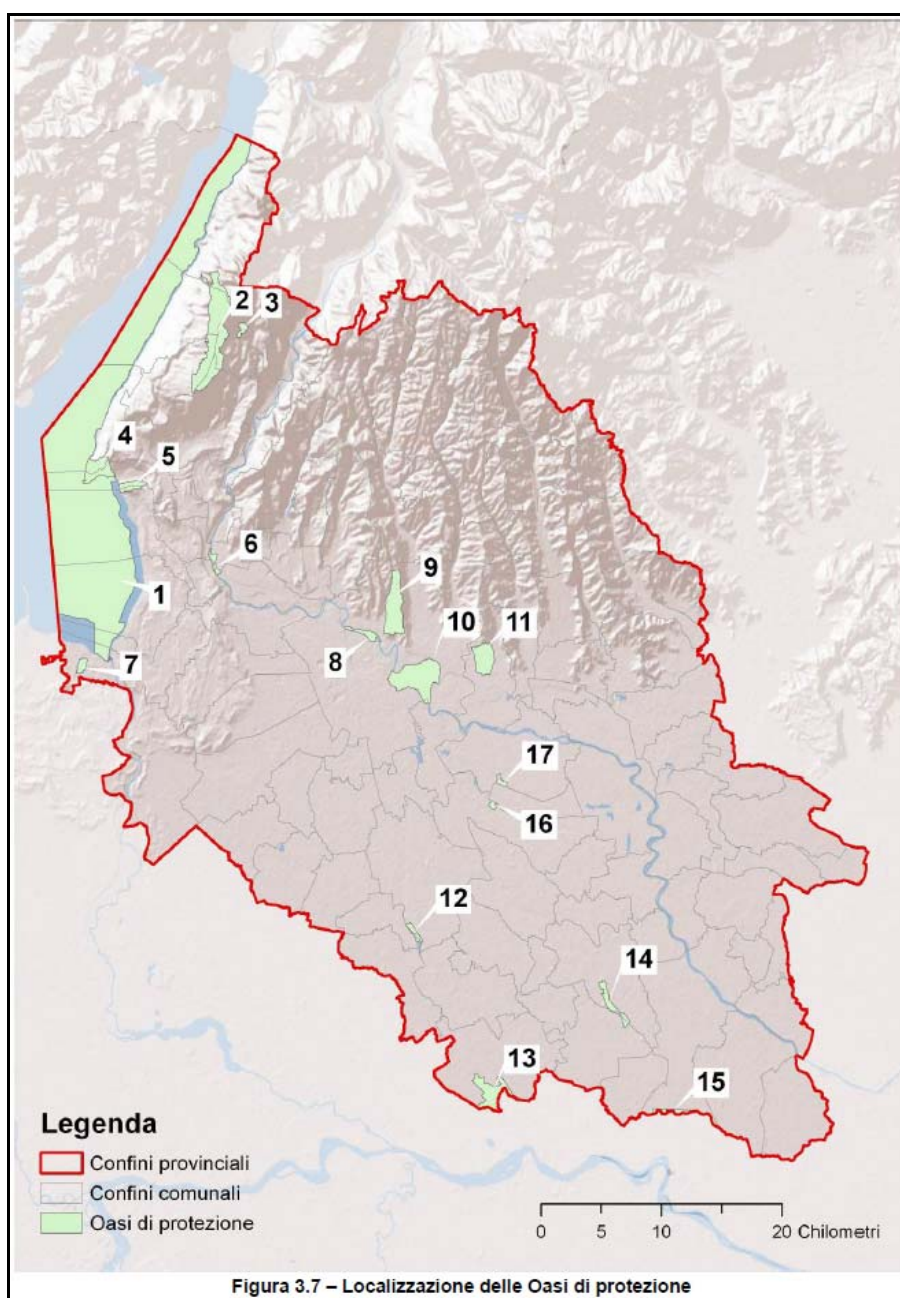 2
3
4
5
6
9
1
10
11
8
7
17
16
12
14
13
15
Legenda
Confini provinciali
Confini comunali
Oasi di protezione
0 5 10 20 Chilometri
Figura 3.7 – Localizzazione delle Oasi di protezione